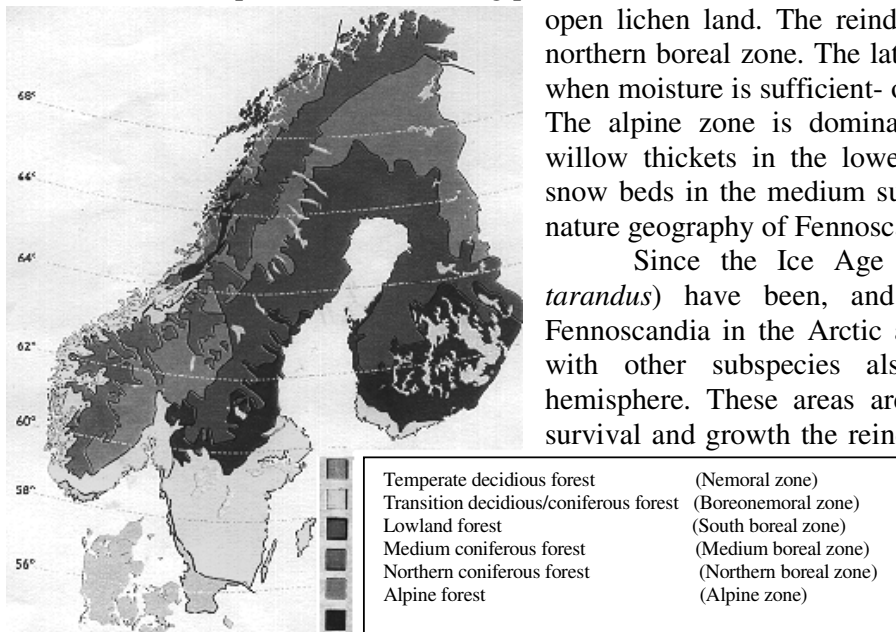 open lichen land. The reind
northern boreal zone. The lat
when moisture is sufficient- 
The alpine zone is domina
willow thickets in the lowe
snow beds in the medium su
nature geography of Fennosc
Since the Ice Age
tarandus) have been, and
Fennoscandia in the Arctic
with other subspecies als
hemisphere. These areas are
survival and growth the rein
68°
66°
64°
62°
60°
58°
56°
Temperate decidious forest (Nemoral zone)
Transition decidious/coniferous forest (Boreonemoral zone)
Lowland forest (South boreal zone)
Medium coniferous forest (Medium boreal zone)
Northern coniferous forest (Northern boreal zone)
Alpine forest (Alpine zone)